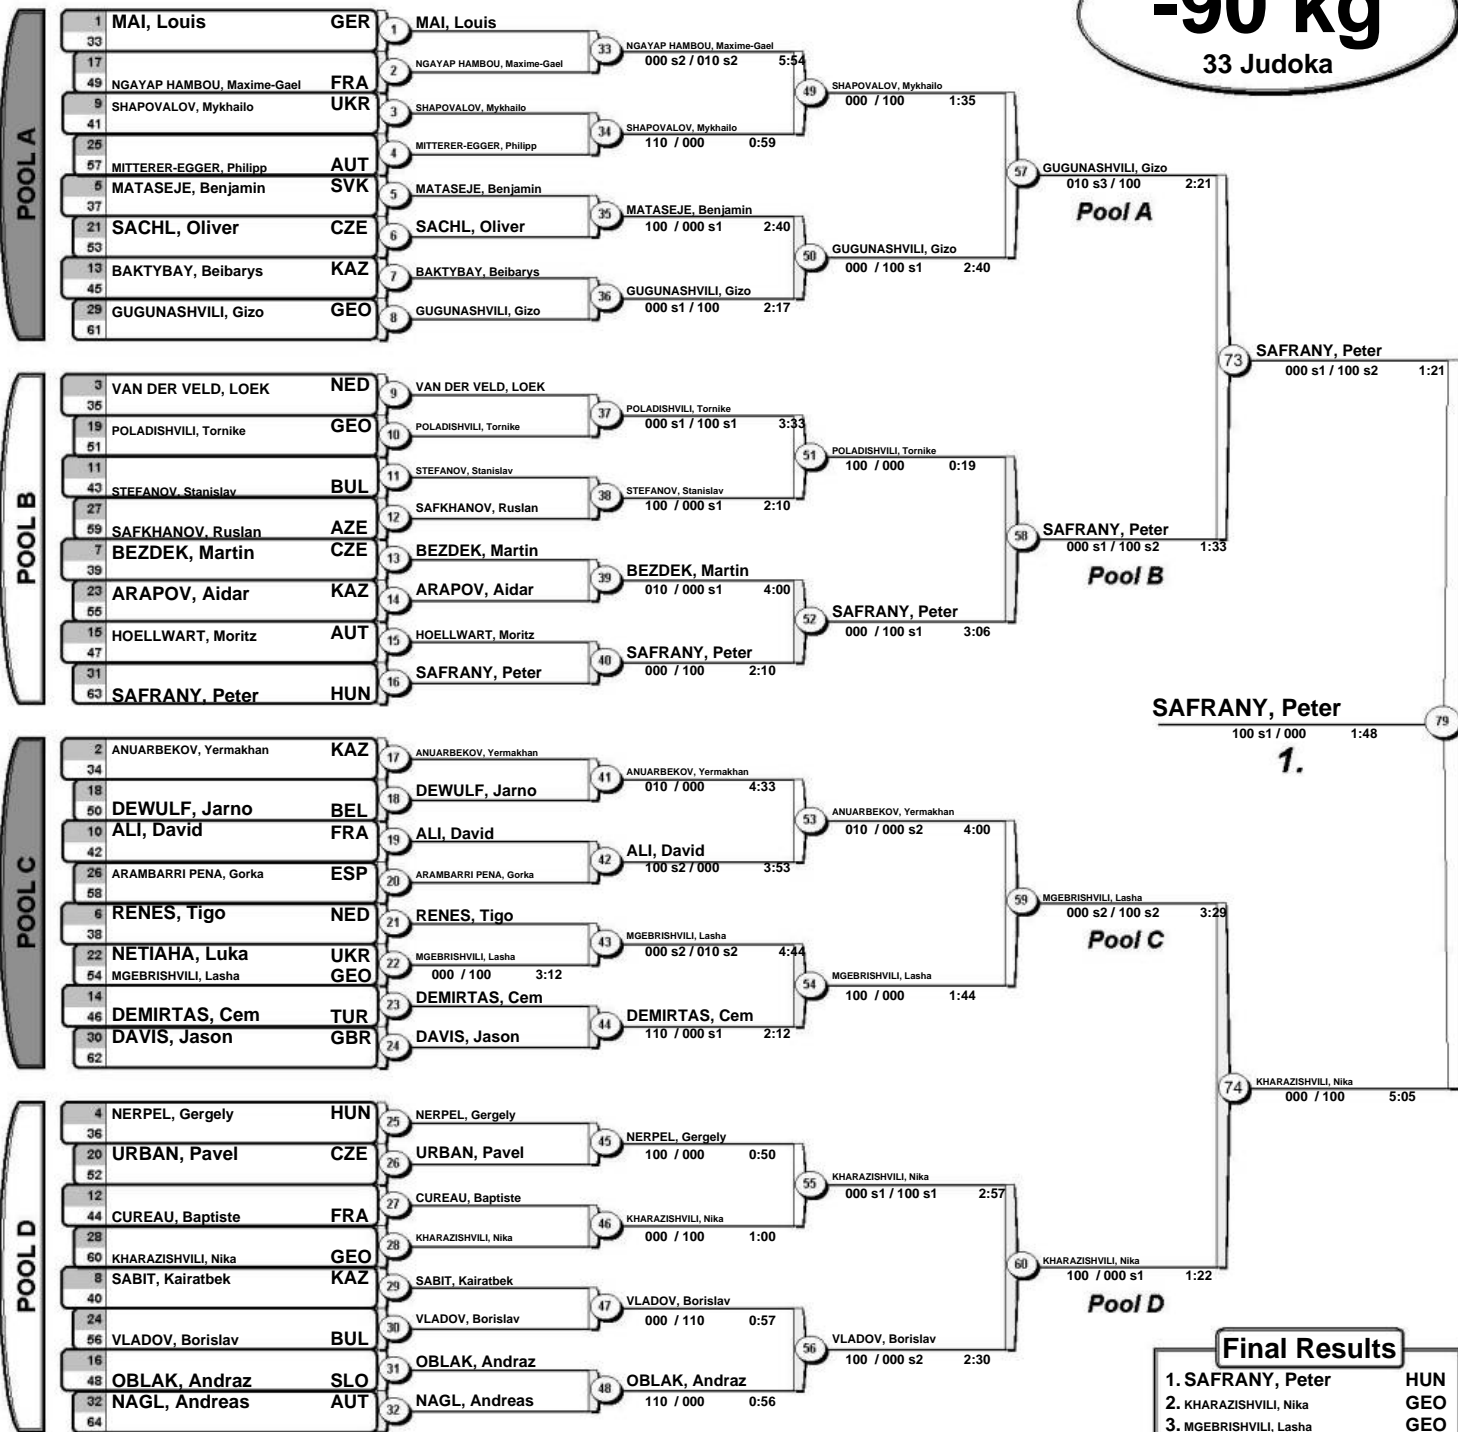 -90 kg
33 Judoka
POOL A
1 MAI, Louis GER
33
17
49 NGAYAP HAMBOU, Maxime-Gael FRA
9 SHAPOVALOV, Mykhailo UKR
41
25
57 MITTERER-EGGER, Philipp AUT
5 MATASEJE, Benjamin SVK
37
21 SACHL, Oliver CZE
53
13 BAKTYBAY, Beibarys KAZ
45
29 GUGUNASHVILI, Gizo GEO
61
1 MAI, Louis
2 NGAYAP HAMBOU, Maxime-Gael
3 SHAPOVALOV, Mykhailo
4 MITTERER-EGGER, Philipp
5 MATASEJE, Benjamin
6 SACHL, Oliver
7 BAKTYBAY, Beibarys
8 GUGUNASHVILI, Gizo
33 NGAYAP HAMBOU, Maxime-Gael
000 s2 / 010 s2 5:54
34 SHAPOVALOV, Mykhailo
110 / 000 0:59
35 MATASEJE, Benjamin
100 / 000 s1 2:40
36 GUGUNASHVILI, Gizo
000 s1 / 100 2:17
49 SHAPOVALOV, Mykhailo
000 / 100 1:35
50 GUGUNASHVILI, Gizo
000 / 100 s1 2:40
57 GUGUNASHVILI, Gizo
010 s3 / 100 2:21
Pool A
POOL B
3 VAN DER VELD, LOEK NED
35
19 POLADISHVILI, Tornike GEO
51
11
43 STEFANOV, Stanislav BUL
27
59 SAFKHANOV, Ruslan AZE
7 BEZDEK, Martin CZE
39
23 ARAPOV, Aidar KAZ
55
15 HOELLWART, Moritz AUT
47
31
63 SAFRANY, Peter HUN
9 VAN DER VELD, LOEK
10 POLADISHVILI, Tornike
11 STEFANOV, Stanislav
12 SAFKHANOV, Ruslan
13 BEZDEK, Martin
14 ARAPOV, Aidar
15 HOELLWART, Moritz
16 SAFRANY, Peter
37 POLADISHVILI, Tornike
000 s1 / 100 s1 3:33
38 STEFANOV, Stanislav
100 / 000 s1 2:10
39 BEZDEK, Martin
010 / 000 s1 4:00
40 SAFRANY, Peter
000 / 100 2:10
51 POLADISHVILI, Tornike
100 / 000 0:19
52 SAFRANY, Peter
000 / 100 s1 3:06
58 SAFRANY, Peter
000 s1 / 100 s2 1:33
Pool B
73 SAFRANY, Peter
000 s1 / 100 s2 1:21
SAFRANY, Peter 79
100 s1 / 000 1:48
1.
POOL C
2 ANUARBEKOV, Yermakhan KAZ
34
18
50 DEWULF, Jarno BEL
10 ALI, David FRA
42
26 ARAMBARRI PENA, Gorka ESP
58
6 RENES, Tigo NED
38
22 NETIAHA, Luka UKR
54 MGEBRISHVILI, Lasha GEO
14
46 DEMIRTAS, Cem TUR
30 DAVIS, Jason GBR
62
17 ANUARBEKOV, Yermakhan
18 DEWULF, Jarno
19 ALI, David
20 ARAMBARRI PENA, Gorka
21 RENES, Tigo
22 MGEBRISHVILI, Lasha
000 / 100 3:12
23 DEMIRTAS, Cem
24 DAVIS, Jason
41 ANUARBEKOV, Yermakhan
010 / 000 4:33
42 ALI, David
100 s2 / 000 3:53
43 MGEBRISHVILI, Lasha
000 s2 / 010 s2 4:44
44 DEMIRTAS, Cem
110 / 000 s1 2:12
53 ANUARBEKOV, Yermakhan
010 / 000 s2 4:00
54 MGEBRISHVILI, Lasha
100 / 000 1:44
59 MGEBRISHVILI, Lasha
000 s2 / 100 s2 3:29
Pool C
74 KHARAZISHVILI, Nika
000 / 100 5:05
POOL D
4 NERPEL, Gergely HUN
36
20 URBAN, Pavel CZE
52
12
44 CUREAU, Baptiste FRA
28
60 KHARAZISHVILI, Nika GEO
8 SABIT, Kairatbek KAZ
40
24
56 VLADOV, Borislav BUL
16
48 OBLAK, Andraz SLO
32 NAGL, Andreas AUT
64
25 NERPEL, Gergely
26 URBAN, Pavel
27 CUREAU, Baptiste
28 KHARAZISHVILI, Nika
29 SABIT, Kairatbek
30 VLADOV, Borislav
31 OBLAK, Andraz
32 NAGL, Andreas
45 NERPEL, Gergely
100 / 000 0:50
46 KHARAZISHVILI, Nika
000 / 100 1:00
47 VLADOV, Borislav
000 / 110 0:57
48 OBLAK, Andraz
110 / 000 0:56
55 KHARAZISHVILI, Nika
000 s1 / 100 s1 2:57
56 VLADOV, Borislav
100 / 000 s2 2:30
60 KHARAZISHVILI, Nika
100 / 000 s1 1:22
Pool D
Final Results
1. SAFRANY, Peter HUN
2. KHARAZISHVILI, Nika GEO
3. MGEBRISHVILI, Lasha GEO